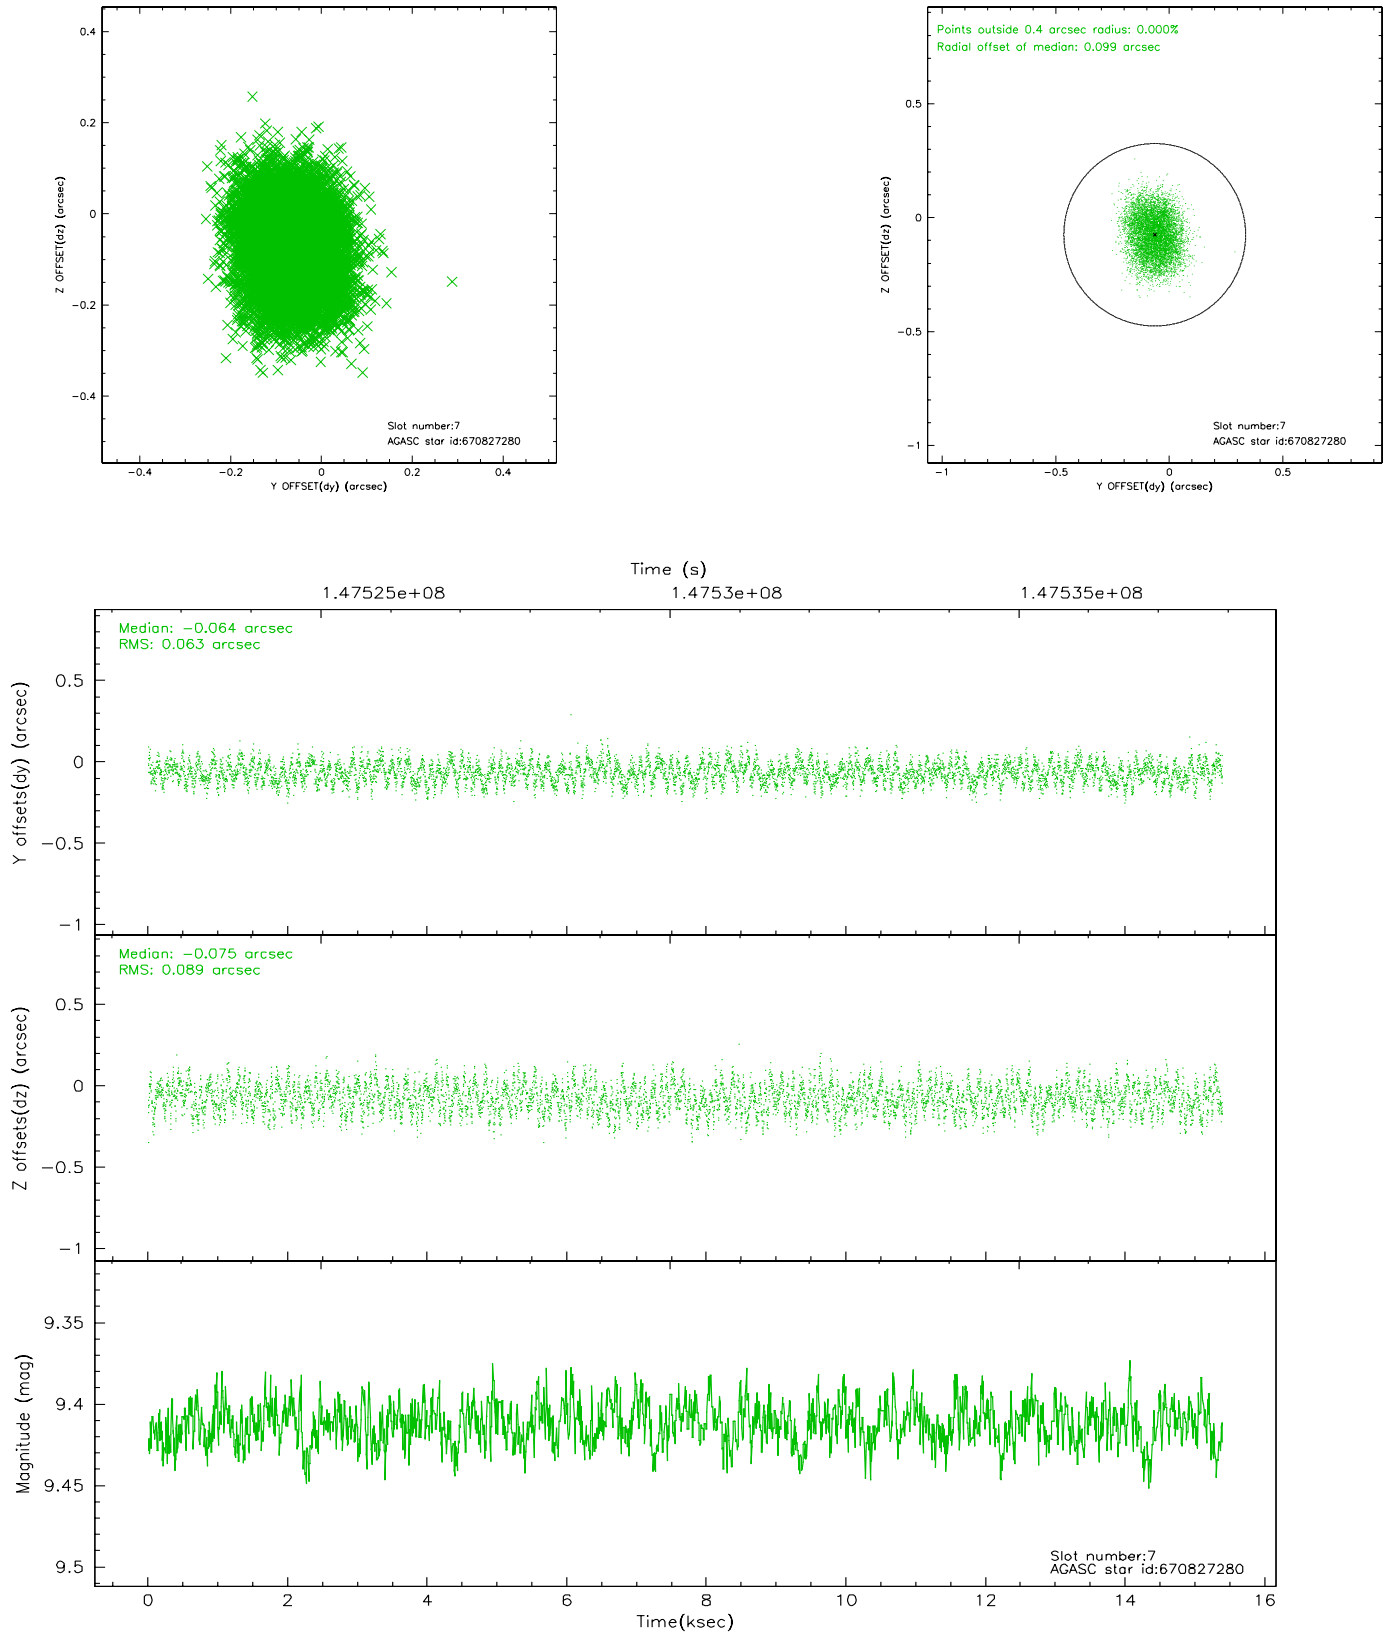 0.4
0.2
0
−0.2
−0.4
Z OFFSET(dz) (arcsec)
Slot number:7
AGASC star id:670827280
−0.4 −0.2 0 0.2 0.4
Y OFFSET(dy) (arcsec)
Points outside 0.4 arcsec radius: 0.000%
Radial offset of median: 0.099 arcsec
0.5
0
−0.5
−1
Z OFFSET(dz) (arcsec)
Slot number:7
AGASC star id:670827280
−1 −0.5 0 0.5
Y OFFSET(dy) (arcsec)
Time (s)
1.47525e+08 1.4753e+08 1.47535e+08
Median: −0.064 arcsec
RMS: 0.063 arcsec
0.5
0
−0.5
−1
Y offsets(dy) (arcsec)
Median: −0.075 arcsec
RMS: 0.089 arcsec
0.5
0
−0.5
−1
Z offsets(dz) (arcsec)
9.35
9.4
9.45
9.5
Magnitude (mag)
Slot number:7
AGASC star id:670827280
0 2 4 6 8 10 12 14 16
Time(ksec)